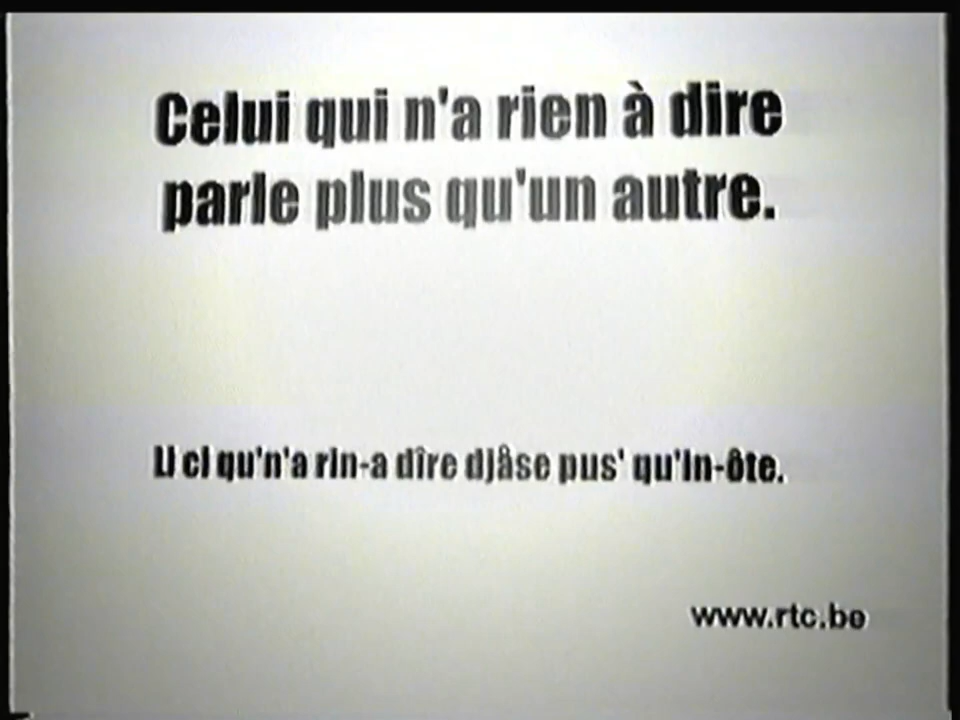 Celui qui n'a rien à dire
parle plus qu'un autre.
Li ci qu'n'a rin-a dîre djâse pus' qu'in-ôte.
www.rtc.be